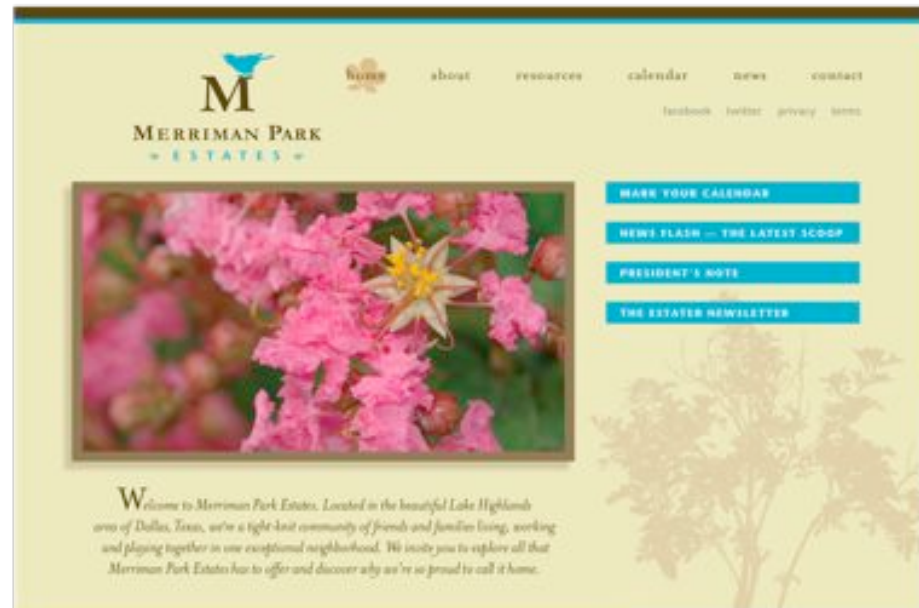 M
MERRIMAN PARK
ESTATES
home about resources calendar news contact
facebook twitter privacy terms
MARK YOUR CALENDAR
NEWS FLASH — THE LATEST SCOOP
PRESIDENT'S NOTE
THE ESTATER NEWSLETTER
Welcome to Merriman Park Estates. Located in the beautiful Lake Highlands
area of Dallas, Texas, we're a tight-knit community of friends and families living, working
and playing together in one exceptional neighborhood. We invite you to explore all that
Merriman Park Estates has to offer and discover why we're so proud to call it home.